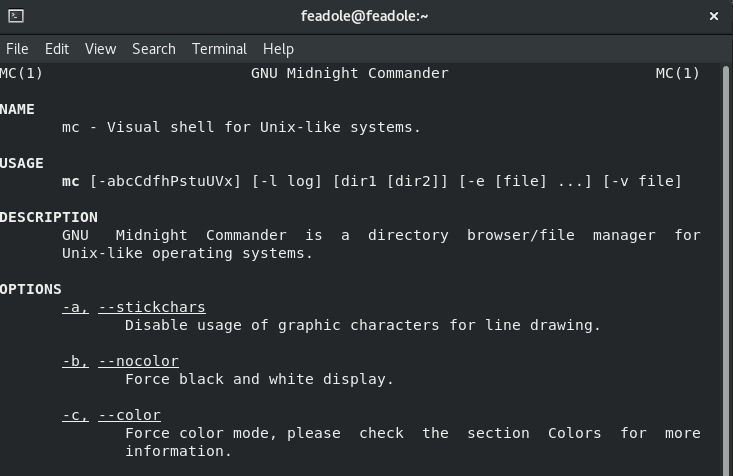 feadole@feadole:~
File Edit View Search Terminal Help
MC(1) GNU Midnight Commander MC(1)
NAME
mc - Visual shell for Unix-like systems.
USAGE
mc [-abcCdfhPstuUVx] [-l log] [dir1 [dir2]] [-e [file] ...] [-v file]
DESCRIPTION
GNU Midnight Commander is a directory browser/file manager for
Unix-like operating systems.
OPTIONS
-a, --stickchars
Disable usage of graphic characters for line drawing.
-b, --nocolor
Force black and white display.
-c, --color
Force color mode, please check the section Colors for more
information.